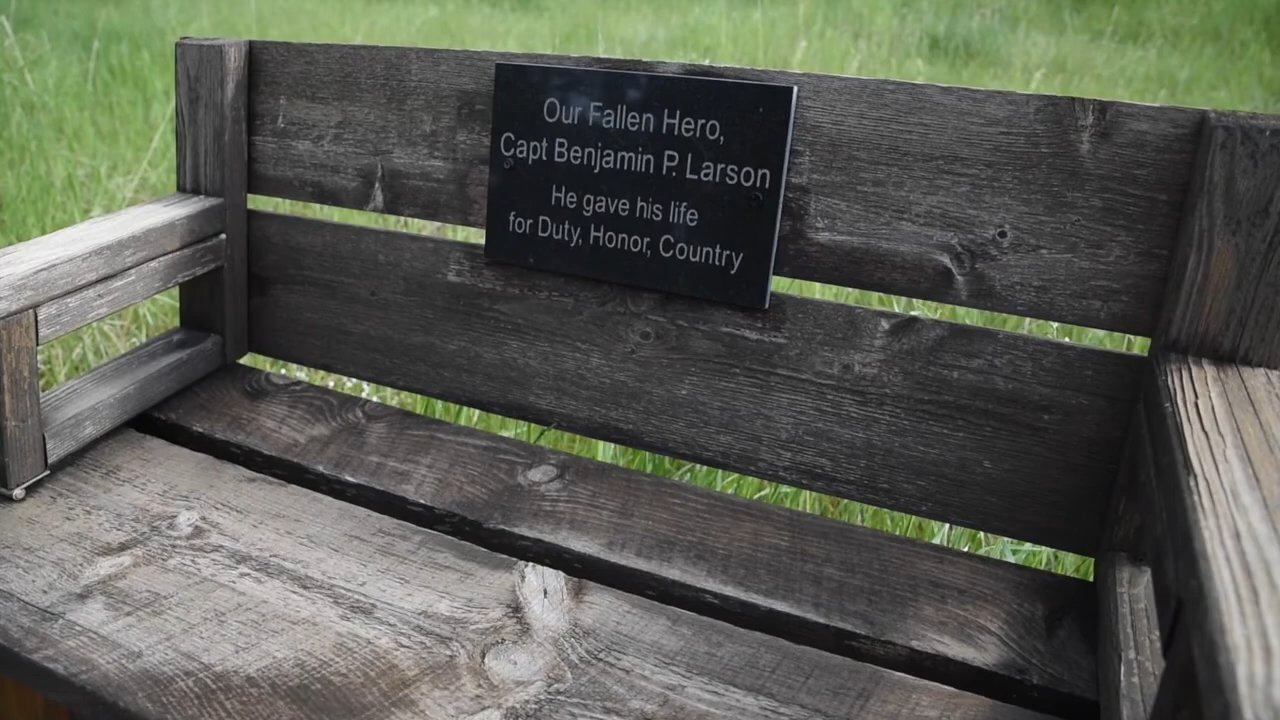 Our Fallen Hero,
Capt Benjamin P. Larson
He gave his life
for Duty, Honor, Country